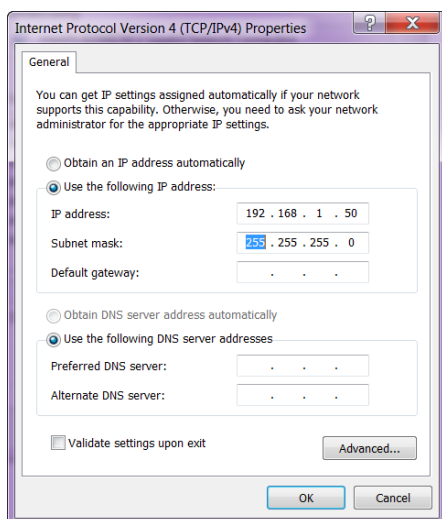 Internet Protocol Version 4 (TCP/IPv4) Properties
General
You can get IP settings assigned automatically if your network
supports this capability. Otherwise, you need to ask your network
administrator for the appropriate IP settings.
Obtain an IP address automatically
Use the following IP address:
IP address: 192 . 168 . 1 . 50
Subnet mask: 255 . 255 . 255 . 0
Default gateway: . . .
Obtain DNS server address automatically
Use the following DNS server addresses
Preferred DNS server: . . .
Alternate DNS server: . . .
Validate settings upon exit
Advanced...
OK Cancel